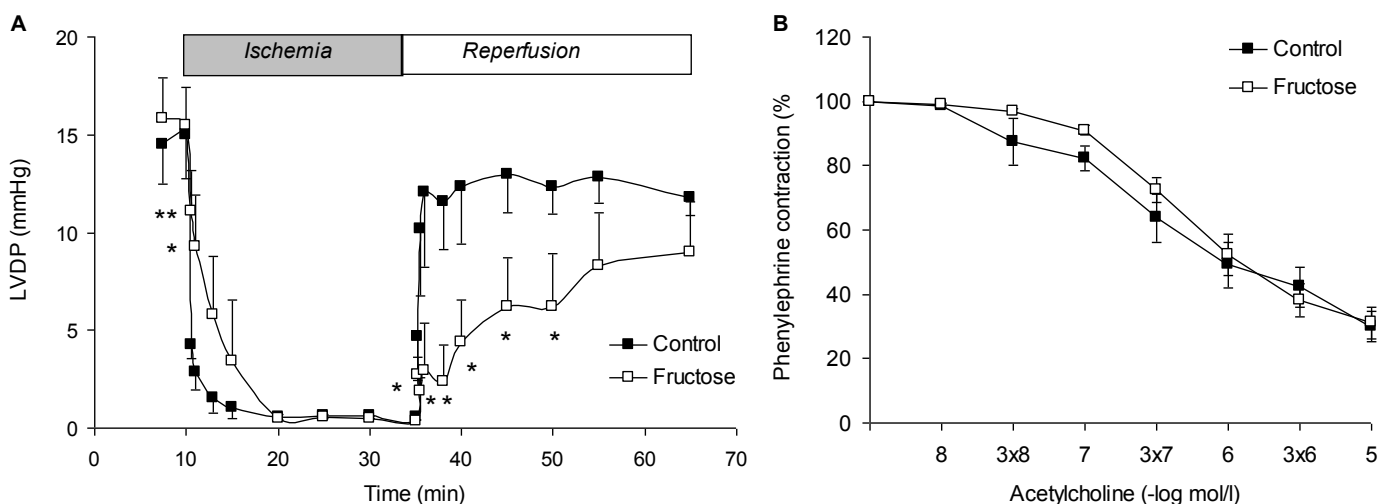 A
LVDP (mmHg)
20
15
10
5
0
Ischemia
Reperfusion
**
*
*
* *
*
*
*
Control
Fructose
0 10 20 30 40 50 60 70
Time (min)
B
Phenylephrine contraction (%
120
100
80
60
40
20
0
Control
Fructose
8 3x8 7 3x7 6 3x6 5
Acetylcholine (-log mol/l)